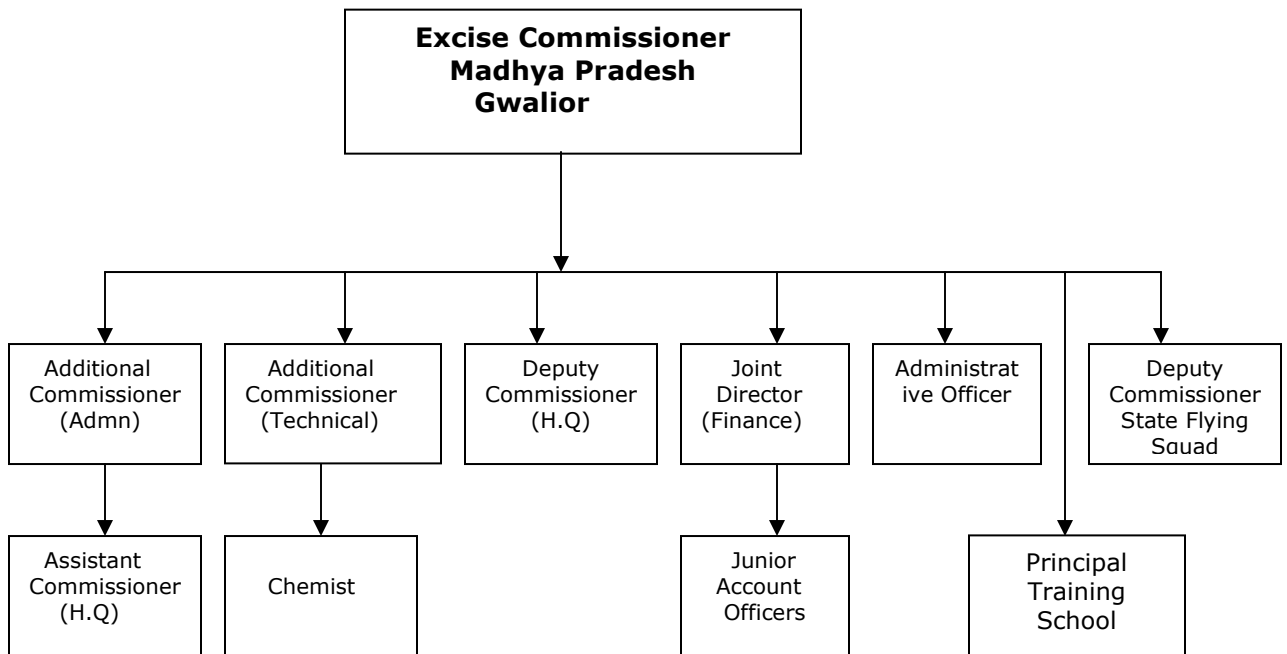 Excise Commissioner
Madhya Pradesh
Gwalior
Additional
Commissioner
(Admn)
Additional
Commissioner
(Technical)
Deputy
Commissioner
(H.Q)
Joint
Director
(Finance)
Administrat
ive Officer
Deputy
Commissioner
State Flying
Squad
Assistant
Commissioner
(H.Q)
Chemist
Junior
Account
Officers
Principal
Training
School